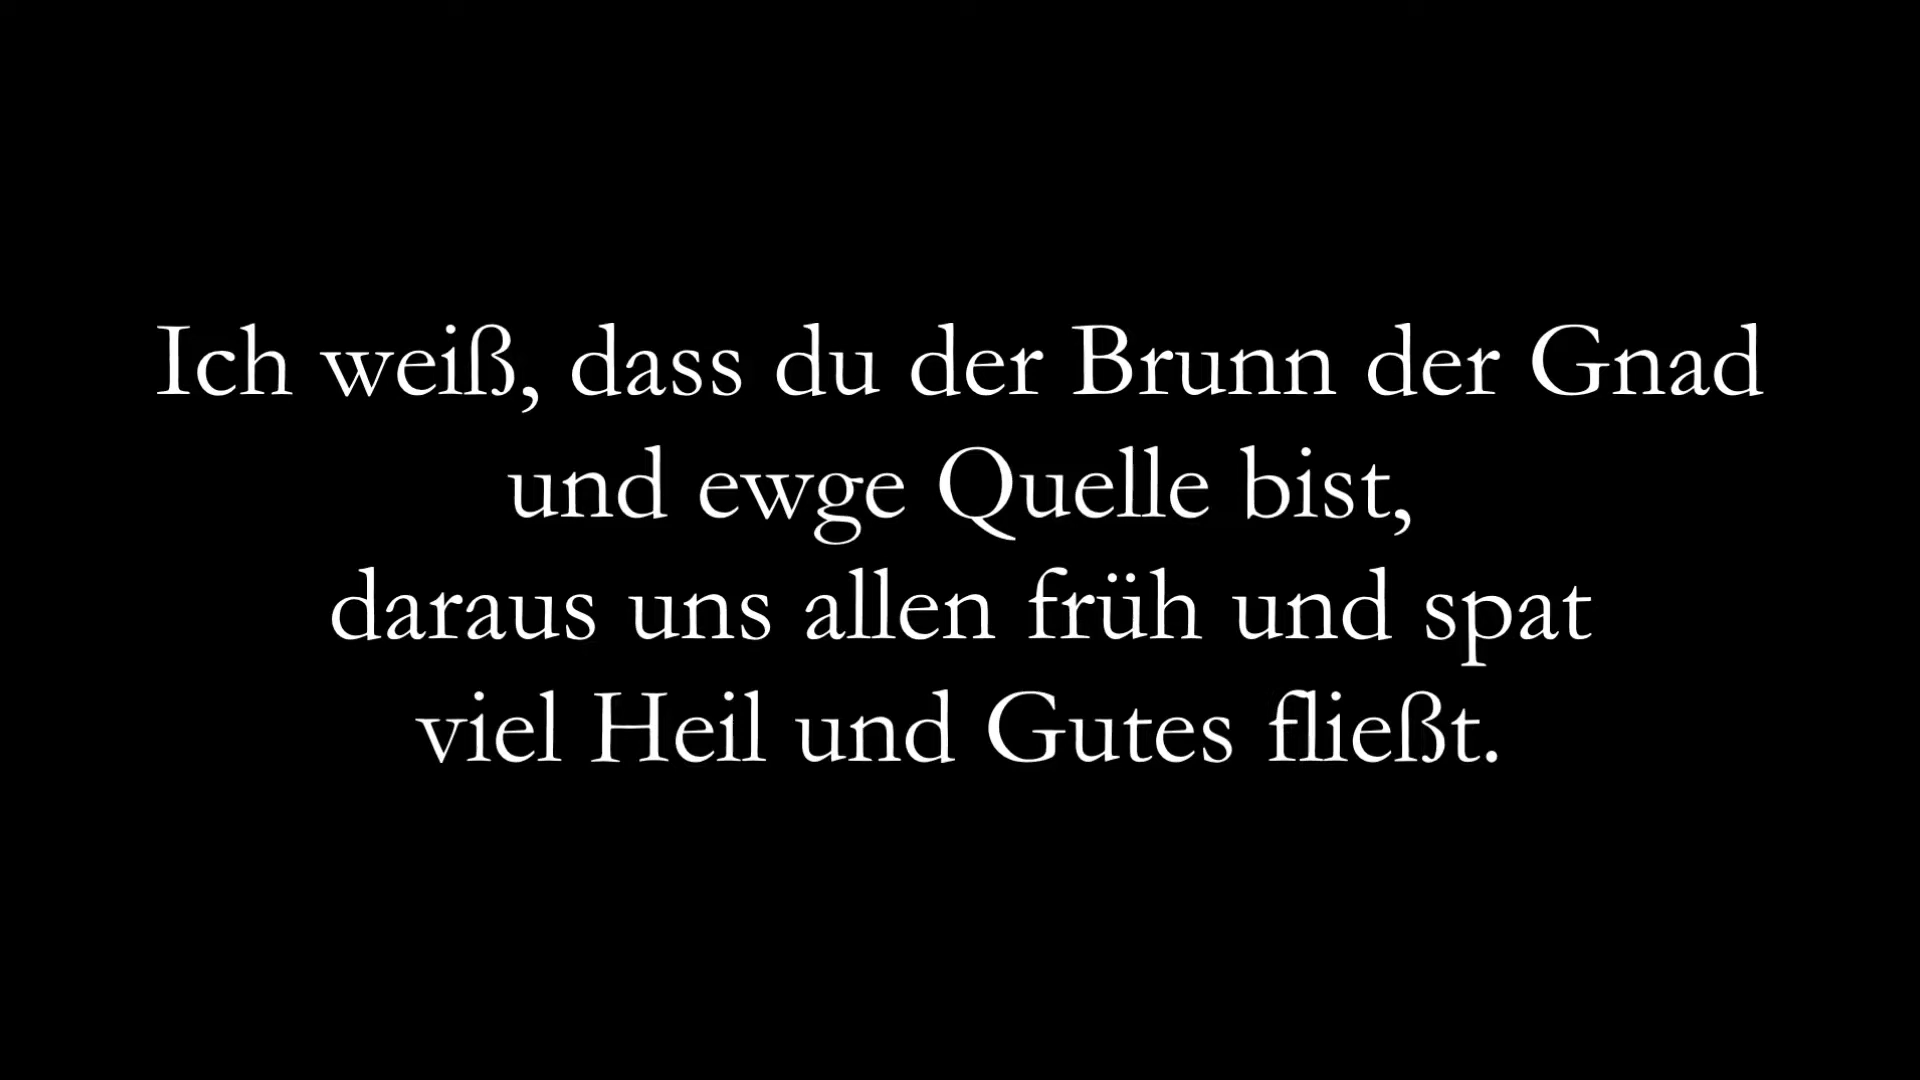 Ich weiß, dass du der Brunn der Gnad
und ewge Quelle bist,
daraus uns allen früh und spat
viel Heil und Gutes fließt.